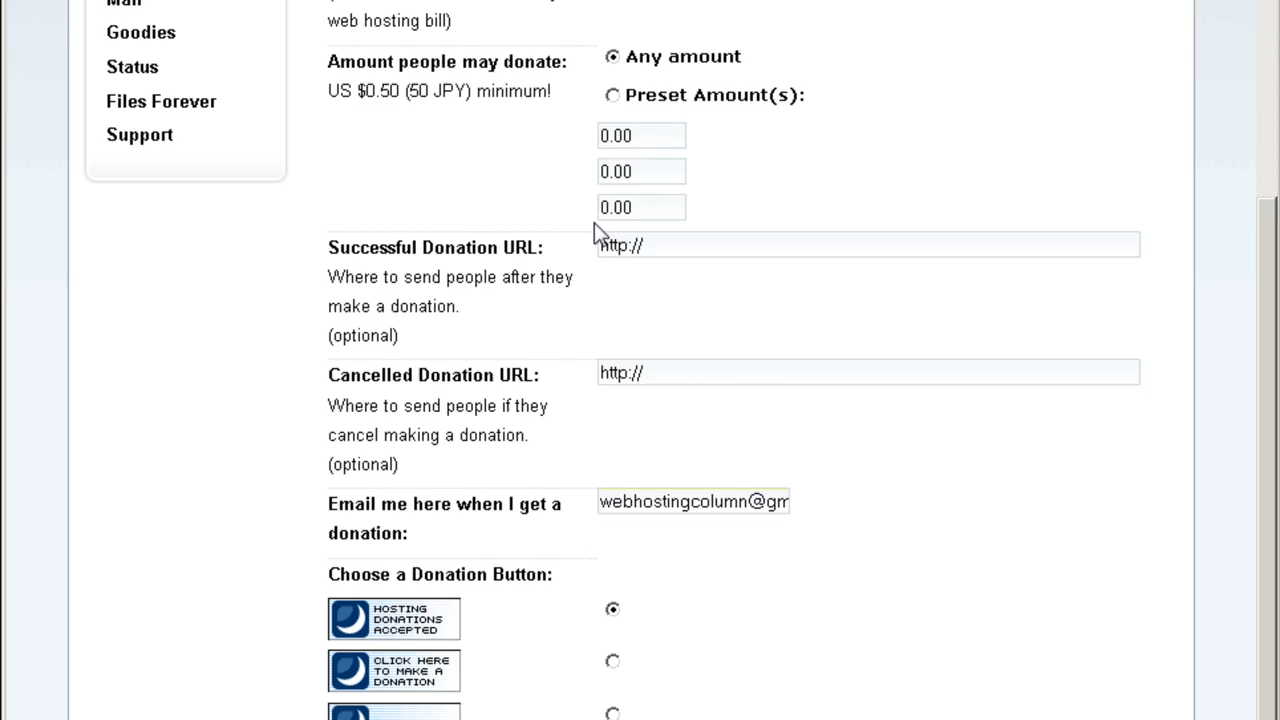 Mail
Goodies
Status
Files Forever
Support
web hosting bill)
Amount people may donate:
US $0.50 (50 JPY) minimum!
Any amount
Preset Amount(s):
0.00
0.00
0.00
Successful Donation URL:
Where to send people after they
make a donation.
(optional)
http://
Cancelled Donation URL:
Where to send people if they
cancel making a donation.
(optional)
http://
Email me here when I get a
donation:
webhostingcolumn@gm
Choose a Donation Button:
HOSTING
DONATIONS
ACCEPTED
CLICK HERE
TO MAKE A
DONATION